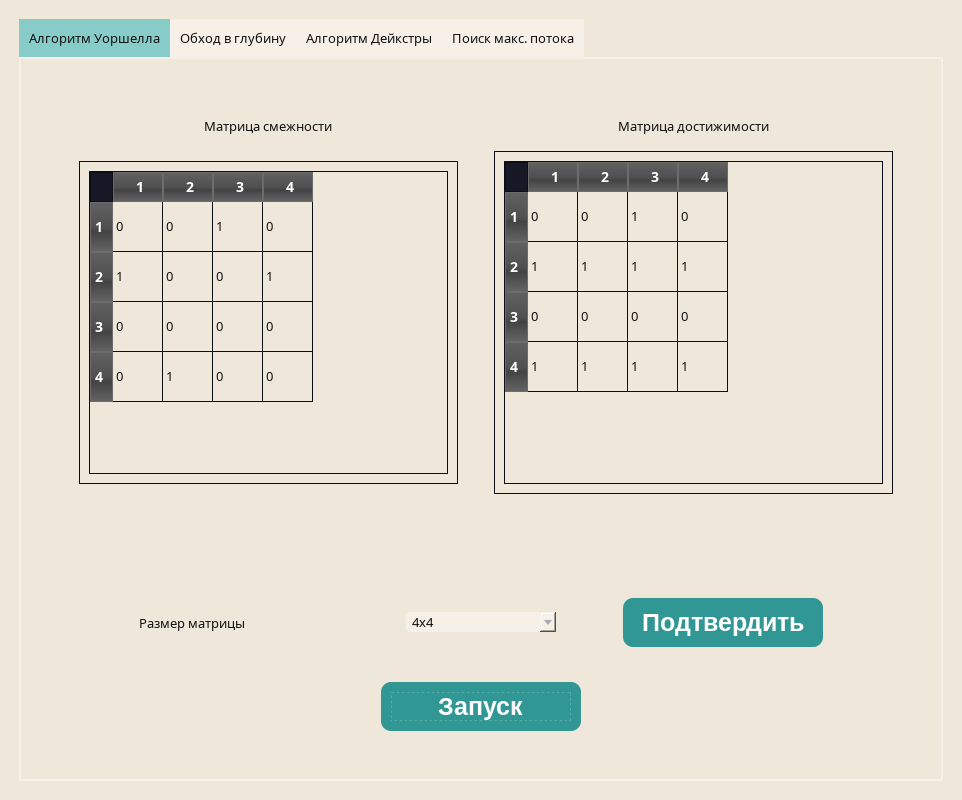 Алгоритм Уоршелла Обход в глубину Алгоритм Дейкстры Поиск макс. потока
Матрица смежности
1 2 3 4
1 0 0 1 0
2 1 0 0 1
3 0 0 0 0
4 0 1 0 0
Матрица достижимости
1 2 3 4
1 0 0 1 0
2 1 1 1 1
3 0 0 0 0
4 1 1 1 1
Размер матрицы 4x4 Подтвердить
Запуск